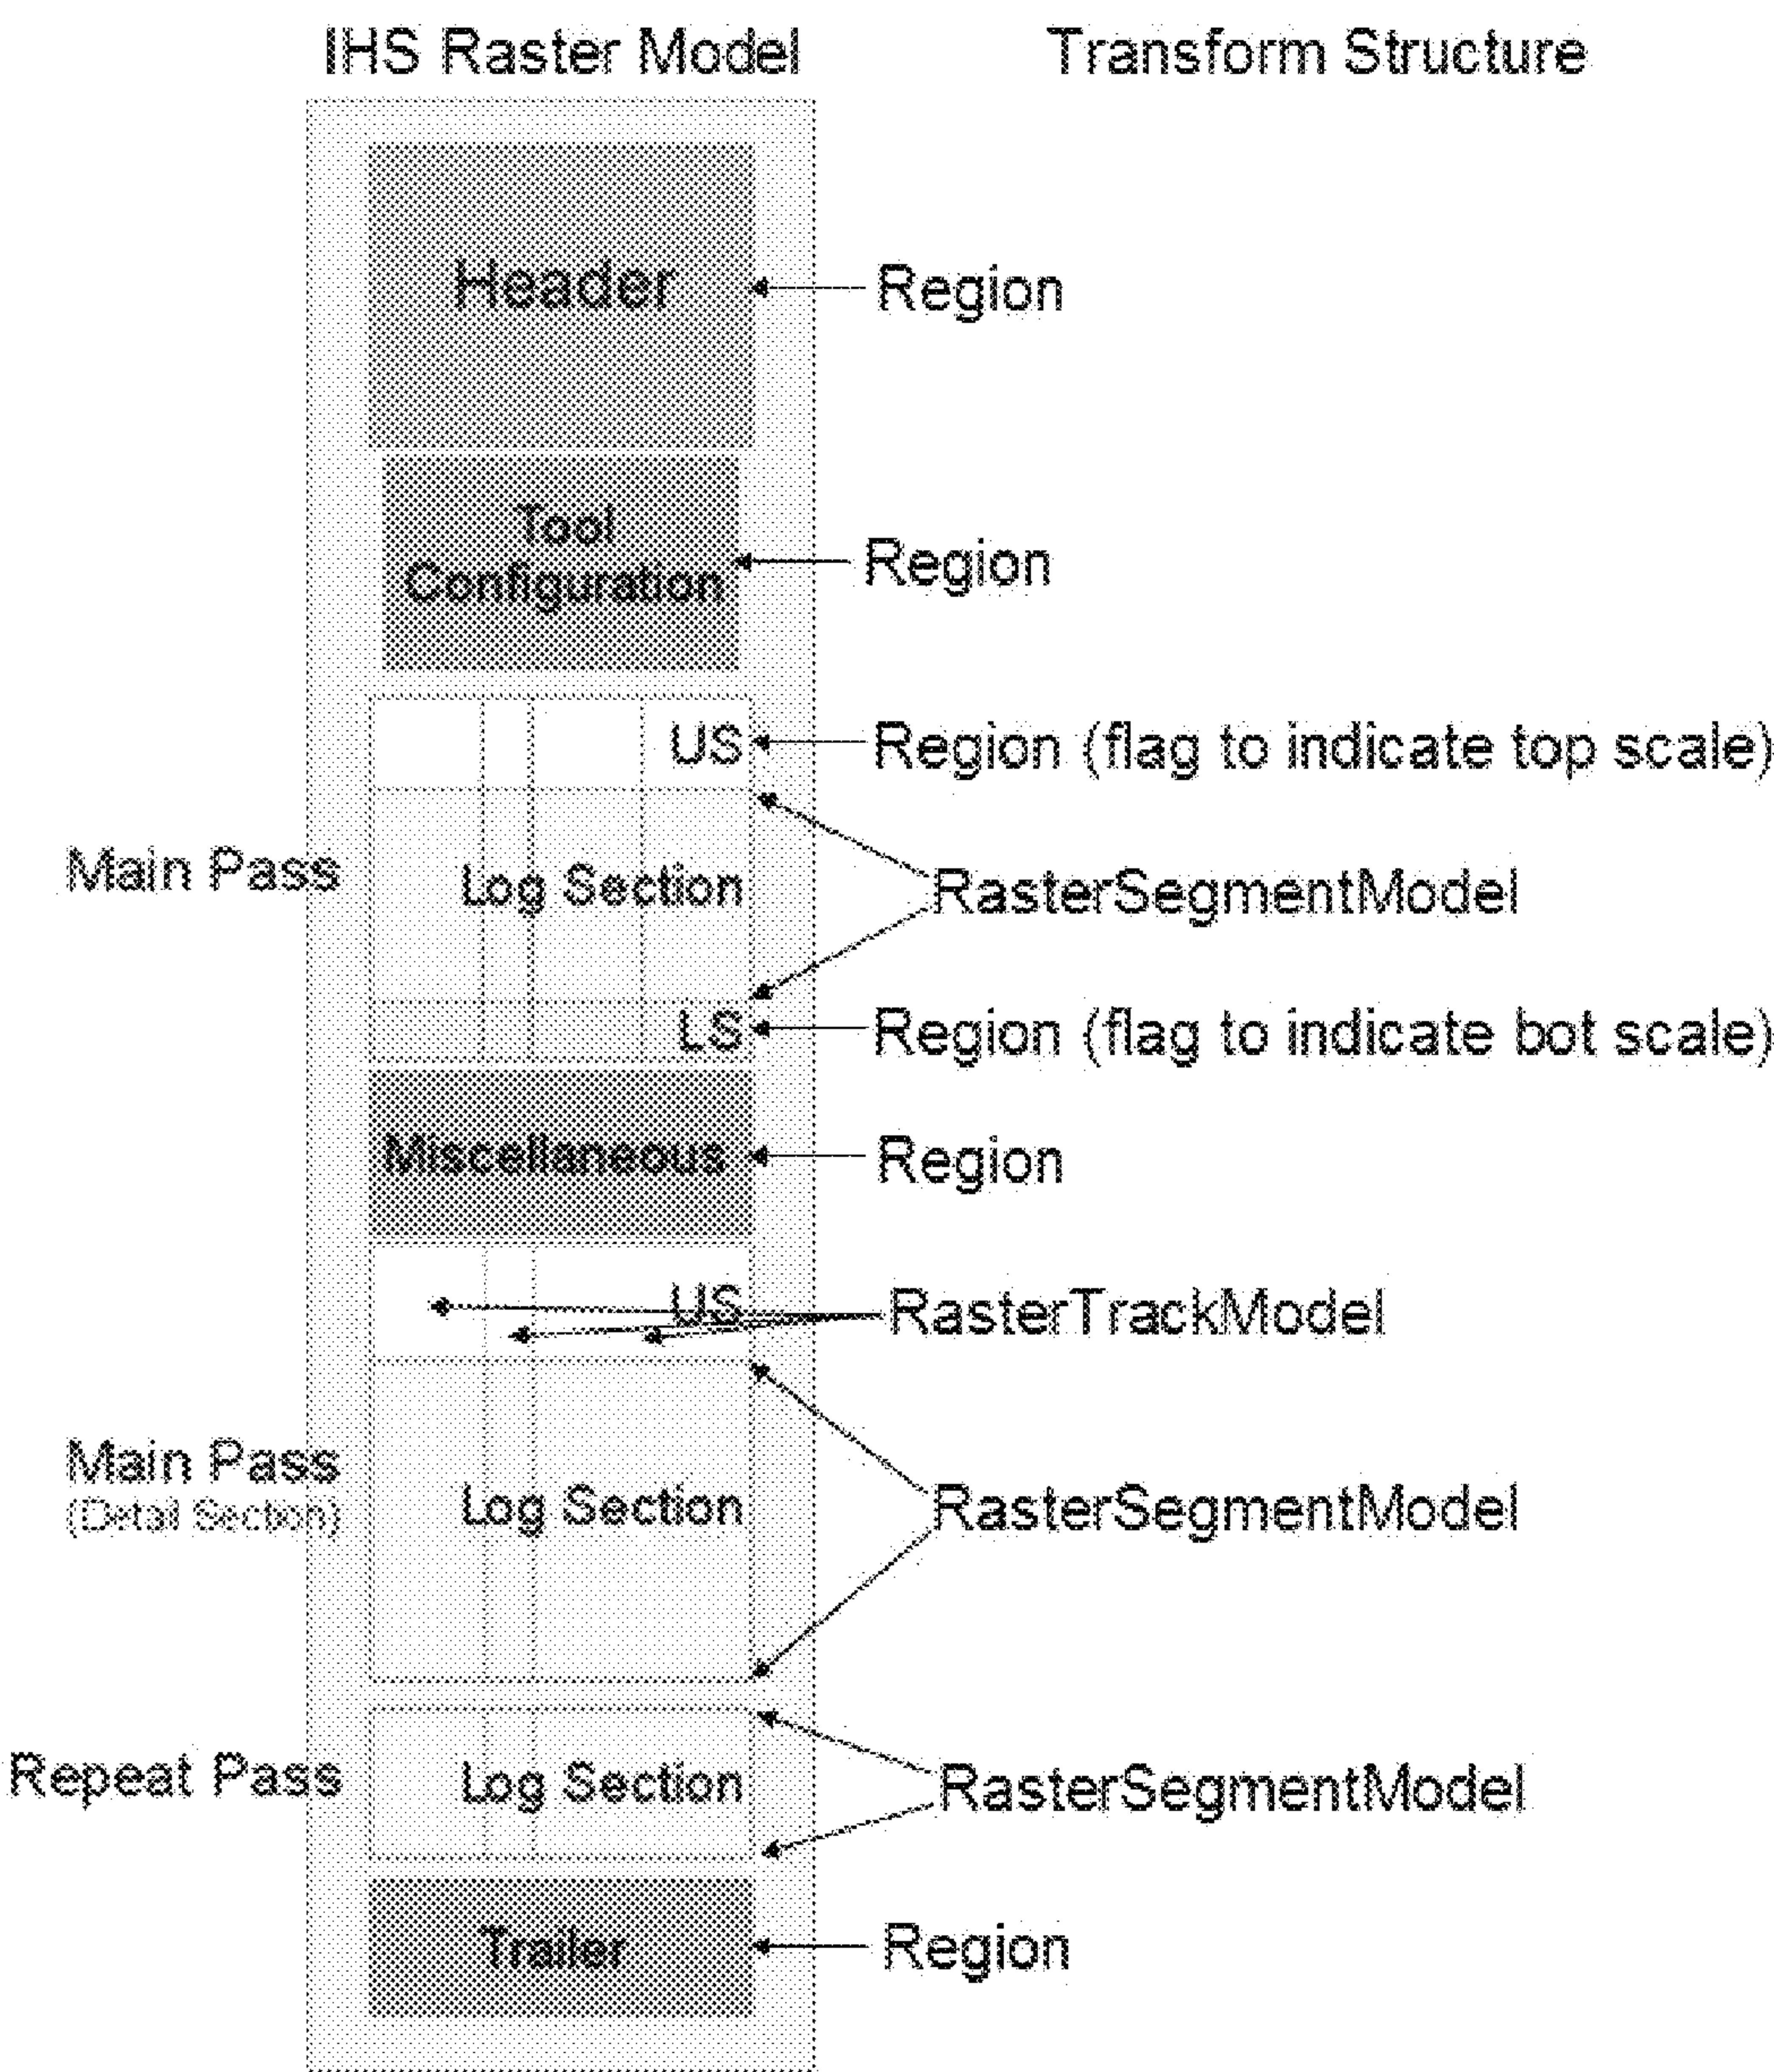 IHS Raster Model
Transform Structure
Header
Region
Tool
Configuration
Region
US
Region (flag to indicate top scale)
Main Pass
Log Section
RasterSegmentModel
LS
Region (flag to indicate bot scale)
Miscellaneous
Region
US
RasterTrackModel
Main Pass
(Detail Section)
Log Section
RasterSegmentModel
Repeat Pass
Log Section
RasterSegmentModel
Trailer
Region